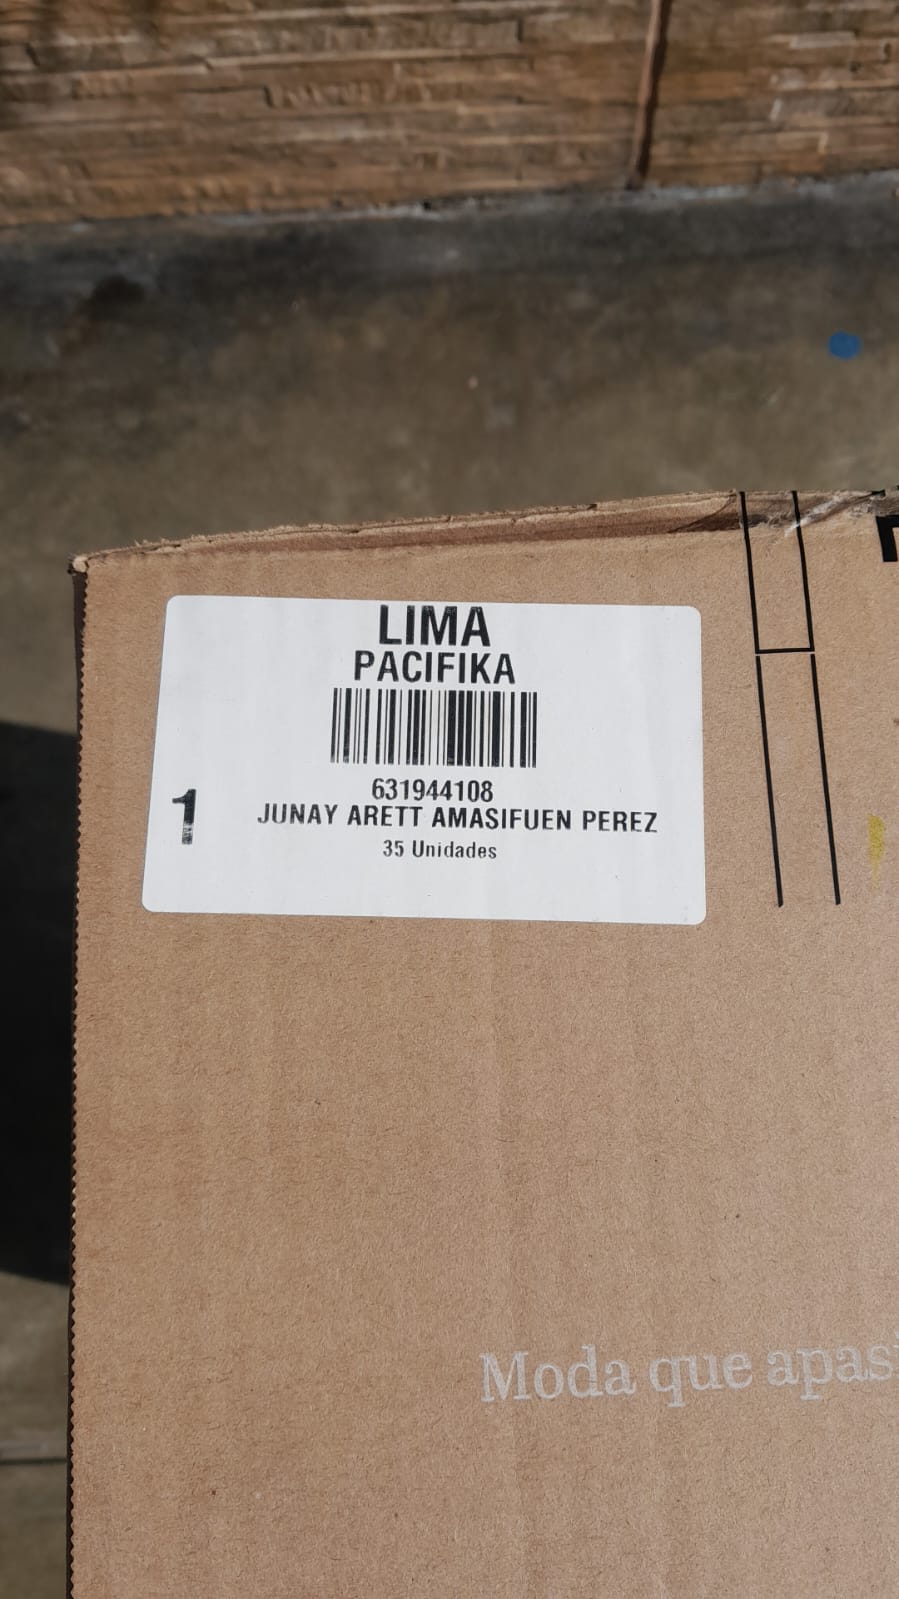 LIMA
PACIFIKA
631944108
1
JUNAY ARETT AMASIFUEN PEREZ
35 Unidades
Moda que apas